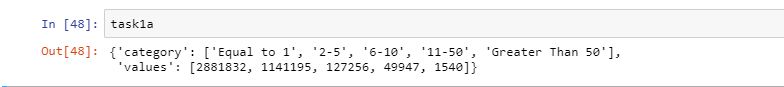 In [48]: task1a
Out[48]: {'category': ['Equal to 1', '2-5', '6-10', '11-50', 'Greater Than 50'],
'values': [2881832, 1141195, 127256, 49947, 1540]}